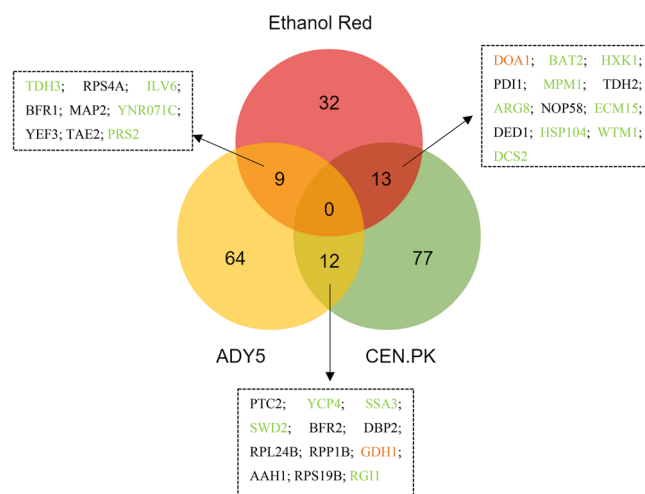 Ethanol Red
TDH3; RPS4A; ILV6;
BFR1; MAP2; YNR071C;
YEF3; TAE2; PRS2
DOA1; BAT2; HXK1;
PDI1; MPM1; TDH2;
ARG8; NOP58; ECM15;
DED1; HSP104; WTM1;
DCS2
32
9
13
0
64
12
77
ADY5
CEN.PK
PTC2; YCP4; SSA3;
SWD2; BFR2; DBP2;
RPL24B; RPP1B; GDH1;
AAH1; RPS19B; RGI1